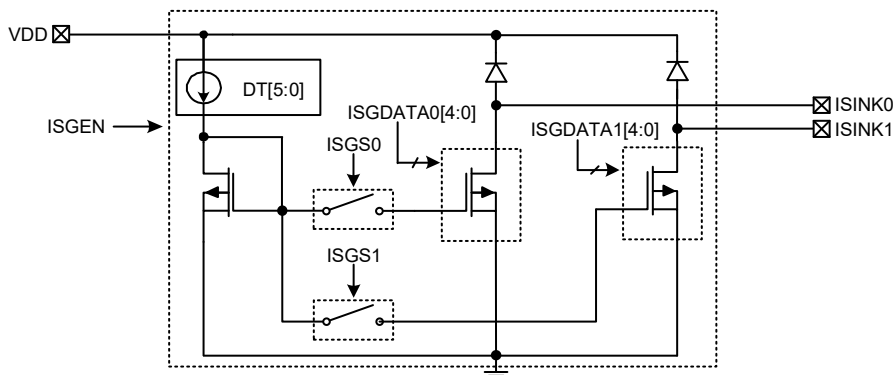 VDD
DT[5:0]
ISGEN
ISGDATA0[4:0]
ISINK0
ISGDATA1[4:0]
ISINK1
ISGS0
ISGS1